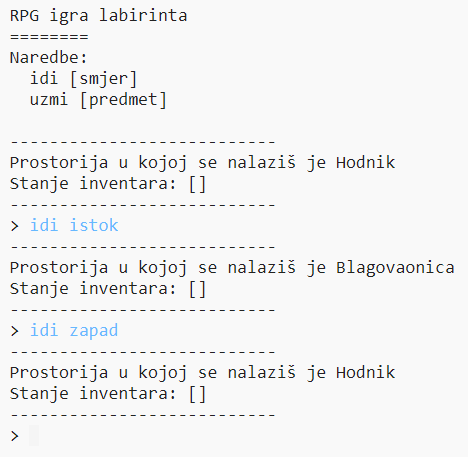 RPG igra labirinta
========
Naredbe:
  idi [smjer]
  uzmi [predmet]

---------------------------
Prostorija u kojoj se nalaziš je Hodnik
Stanje inventara: []
---------------------------
> idi istok
---------------------------
Prostorija u kojoj se nalaziš je Blagovaonica
Stanje inventara: []
---------------------------
> idi zapad
---------------------------
Prostorija u kojoj se nalaziš je Hodnik
Stanje inventara: []
---------------------------
>